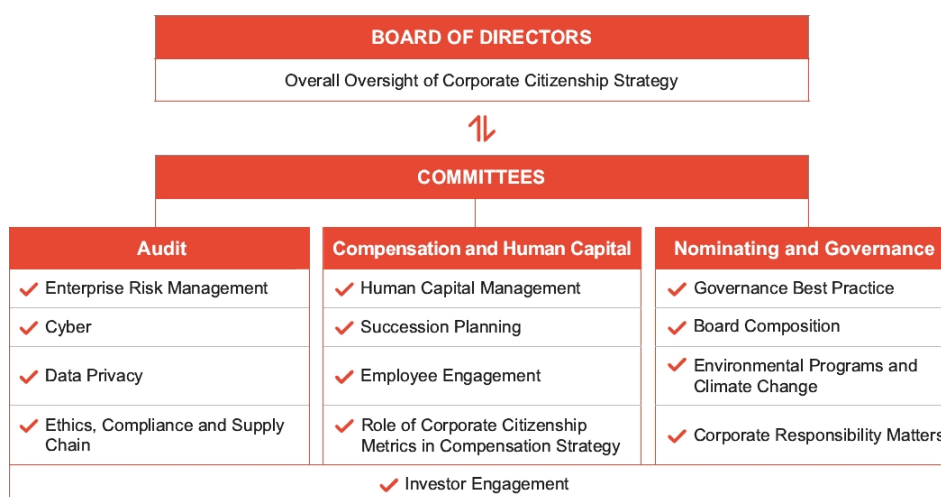 BOARD OF DIRECTORS
Overall Oversight of Corporate Citizenship Strategy
COMMITTEES
Audit
Enterprise Risk Management
Cyber
Data Privacy
Ethics, Compliance and Supply
Chain
Compensation and Human Capital
Human Capital Management
Succession Planning
Employee Engagement
Role of Corporate Citizenship
Metrics in Compensation Strategy
Nominating and Governance
Governance Best Practice
Board Composition
Environmental Programs and
Climate Change
Corporate Responsibility Matters
Investor Engagement